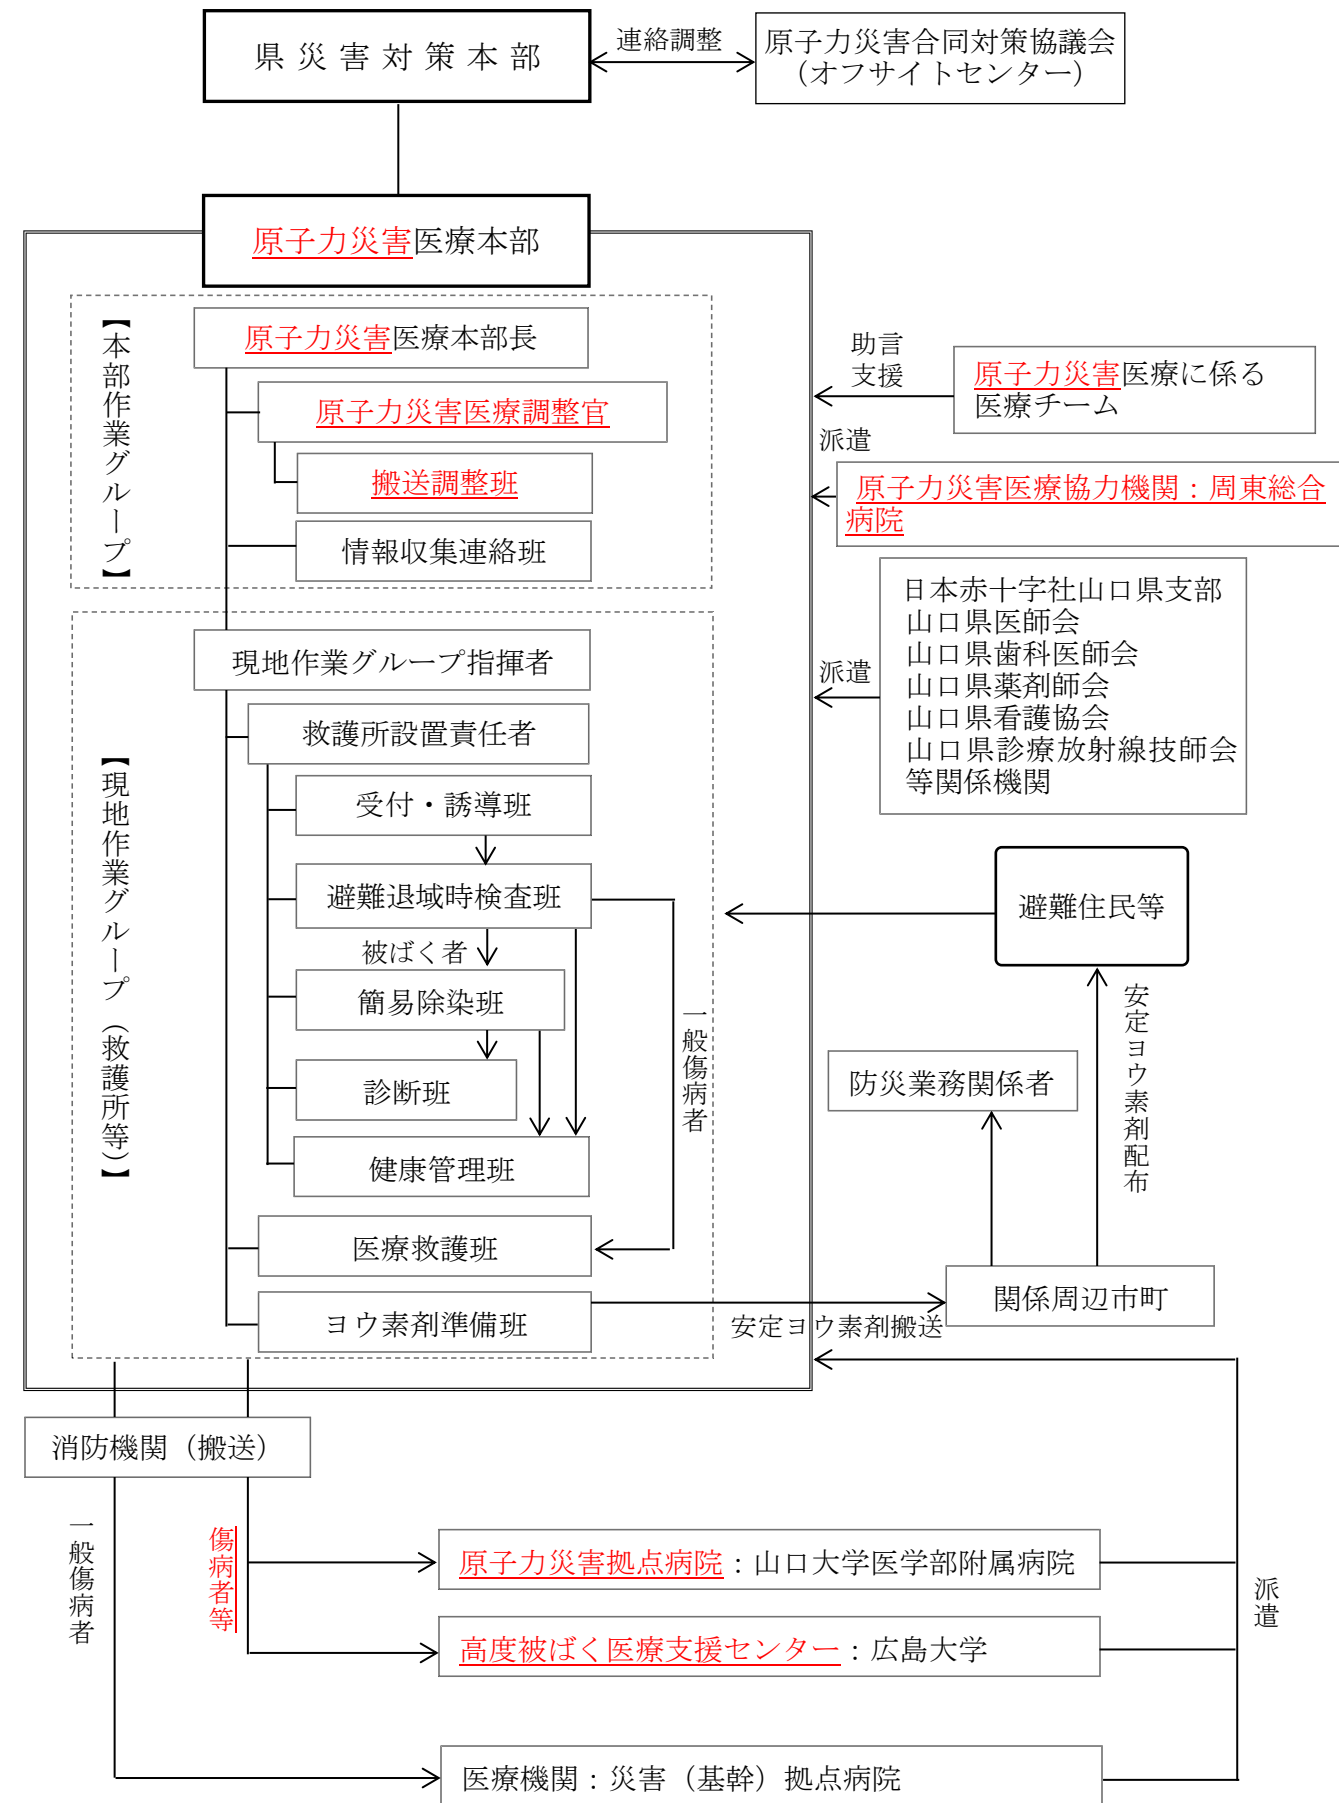 県災害対策本部
連絡調整
原子力災害合同対策協議会
（オフサイトセンター）
原子力災害医療本部
【本部作業グループ】
原子力災害医療本部長
原子力災害医療調整官
搬送調整班
情報収集連絡班
助言
支援
原子力災害医療に係る
医療チーム
派遣
原子力災害医療協力機関：周東総合
病院
派遣
日本赤十字社山口県支部
山口県医師会
山口県歯科医師会
山口県薬剤師会
山口県看護協会
山口県診療放射線技師会
等関係機関
【現地作業グループ（救護所等）】
現地作業グループ指揮者
救護所設置責任者
受付・誘導班
避難退域時検査班
被ばく者
簡易除染班
診断班
健康管理班
一般傷病者
医療救護班
ヨウ素剤準備班
避難住民等
安定ヨウ素剤配布
防災業務関係者
関係周辺市町
安定ヨウ素剤搬送
消防機関（搬送）
一般傷病者
傷病者等
原子力災害拠点病院：山口大学医学部附属病院
高度被ばく医療支援センター：広島大学
医療機関：災害（基幹）拠点病院
派遣